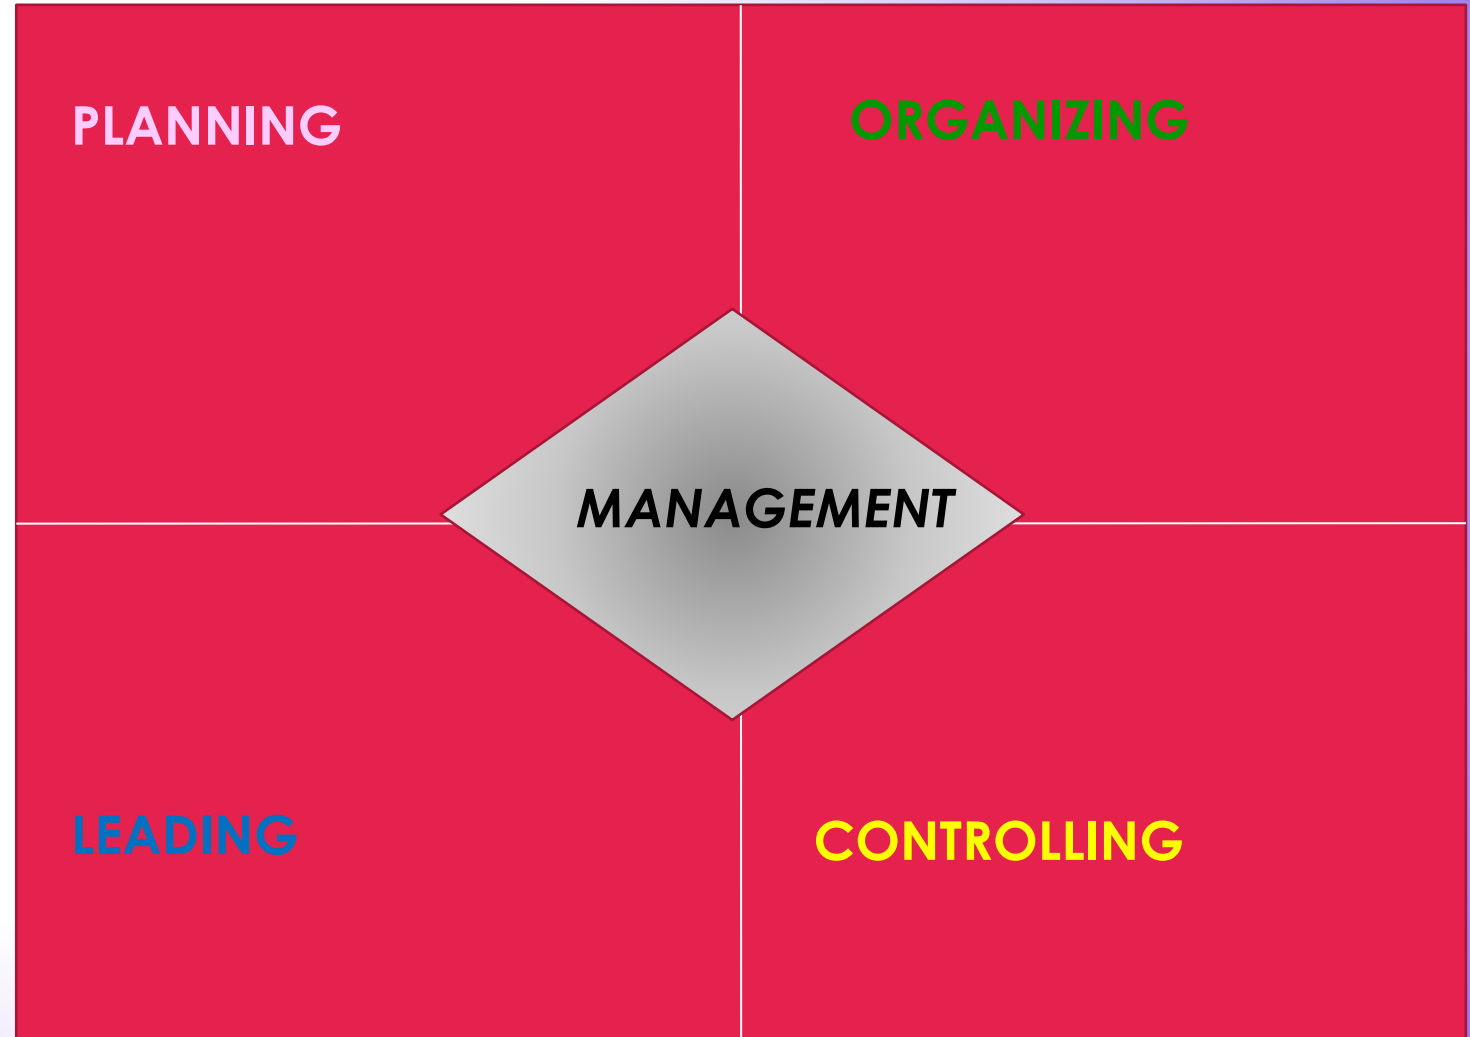 PLANNING
ORGANIZING
MANAGEMENT
LEADING
CONTROLLING